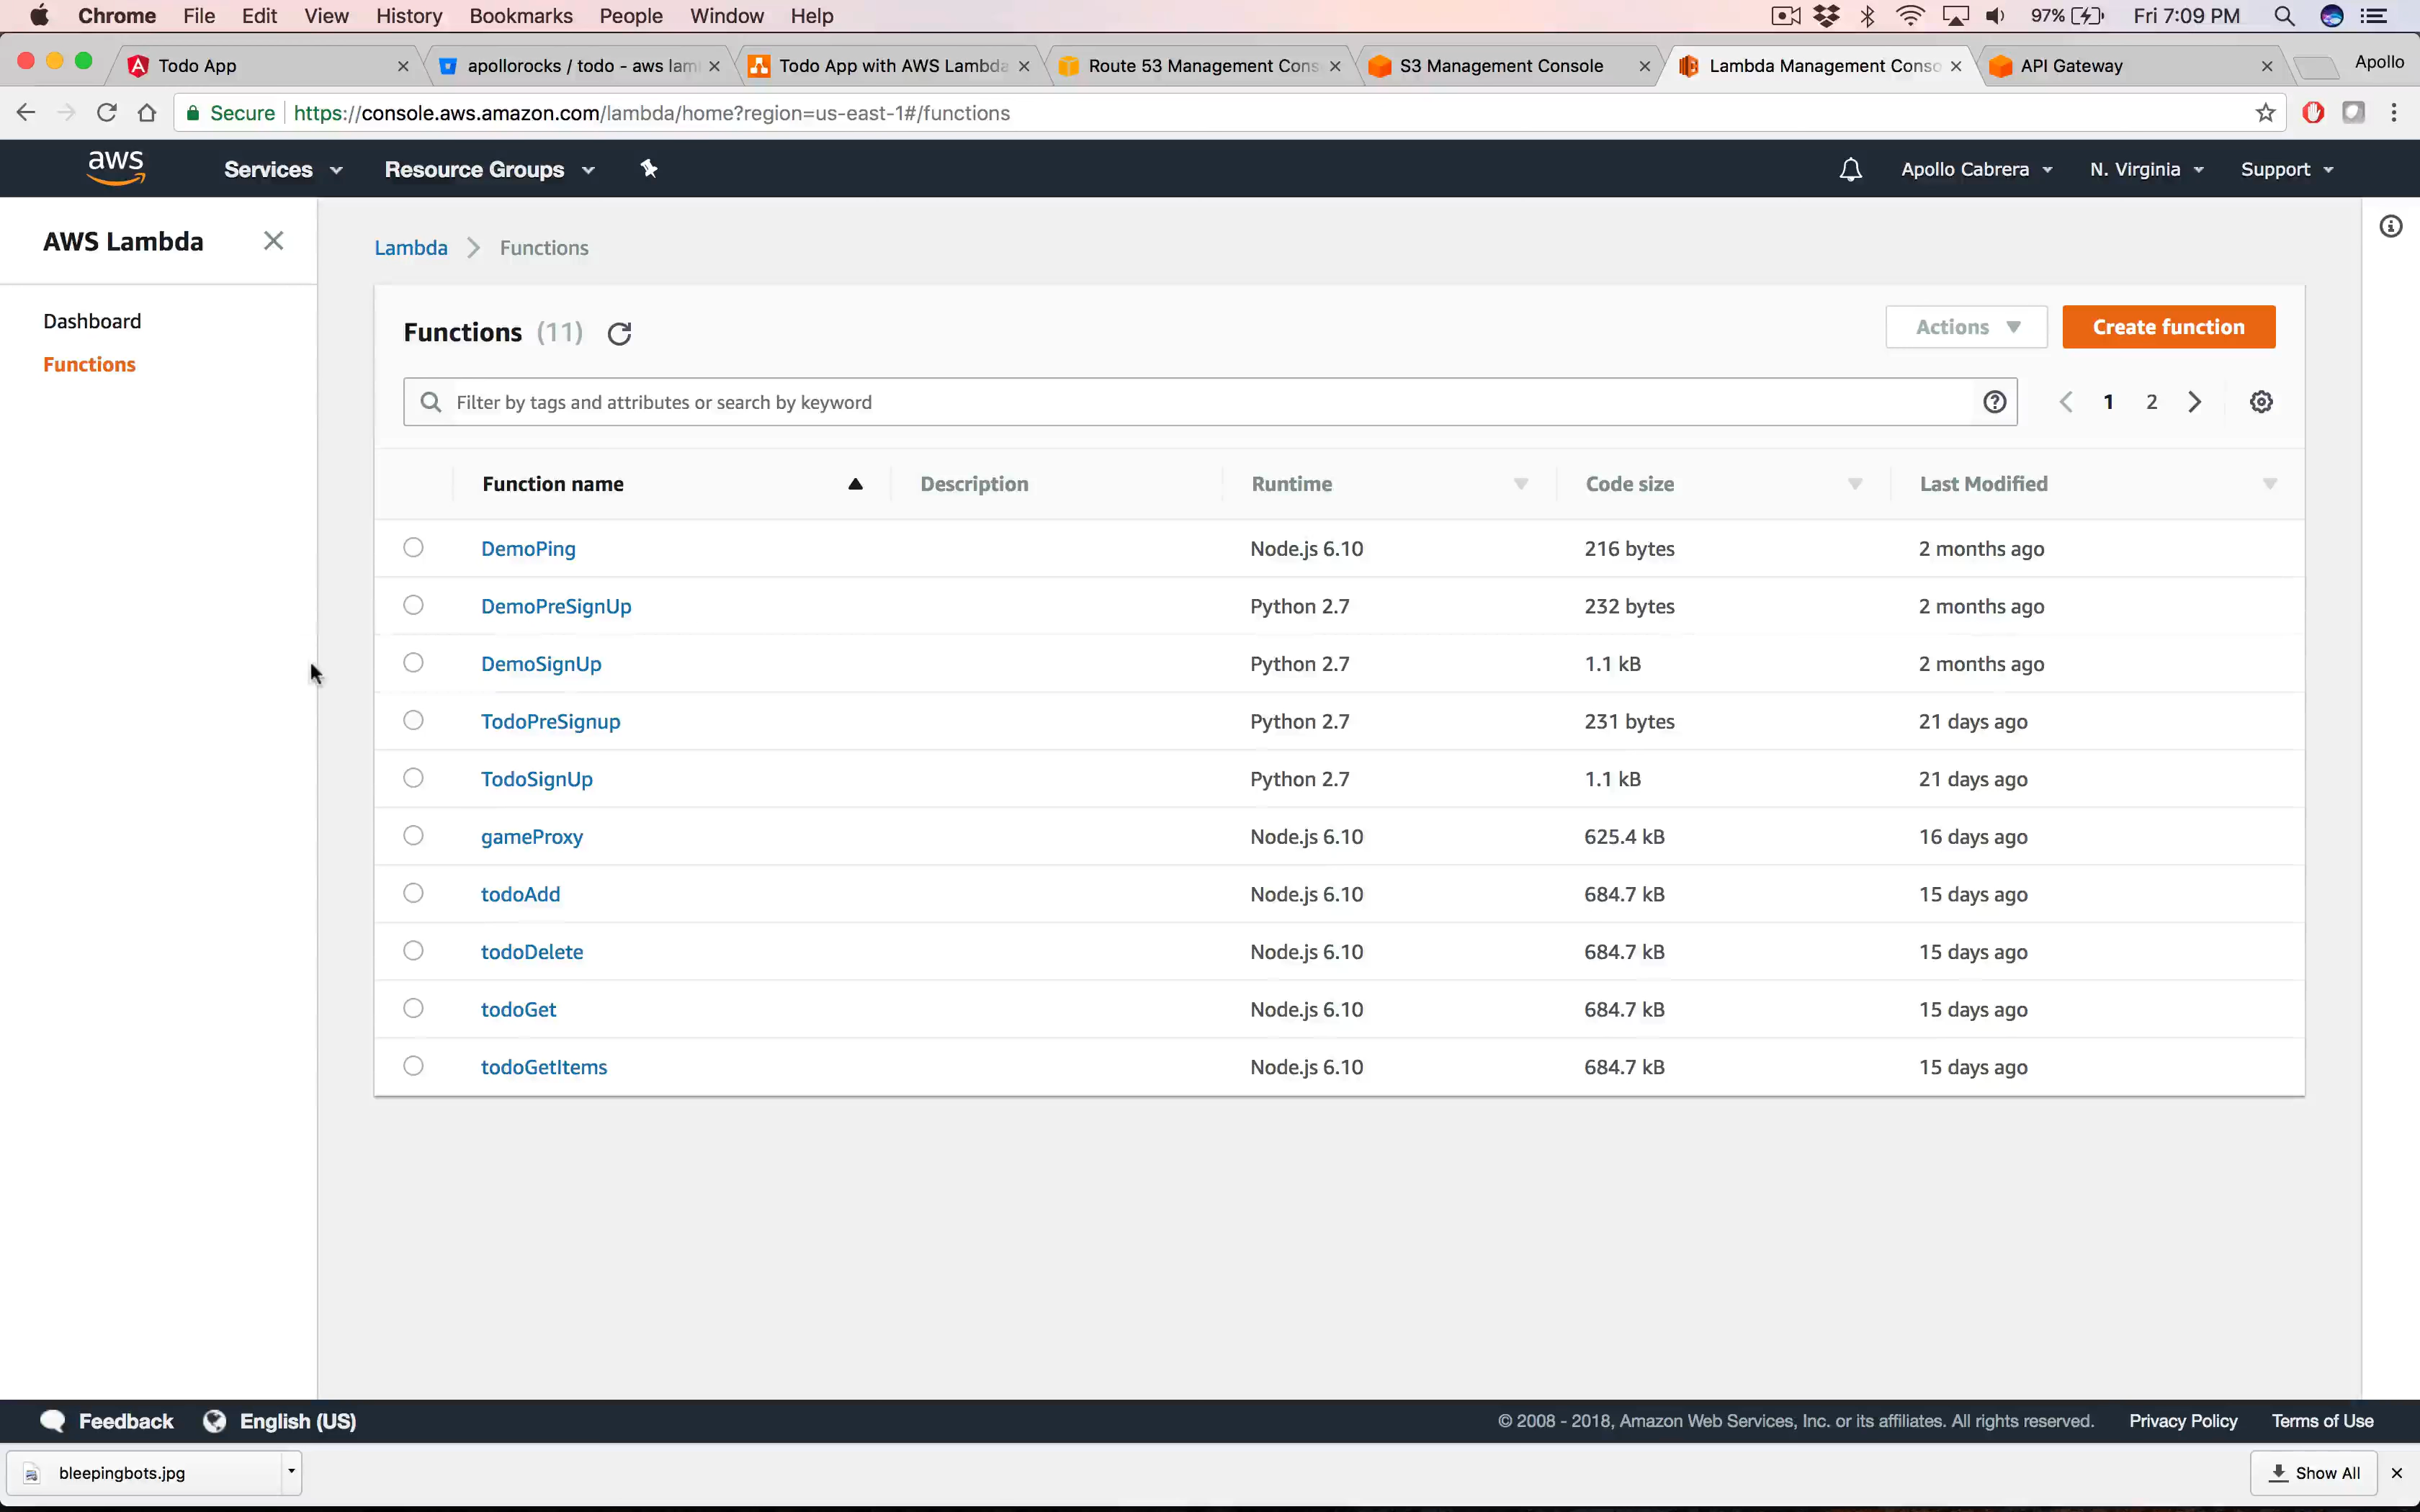 Chrome File Edit View History Bookmarks People Window Help 97% Fri 7:09 PM
Todo App apollorocks / todo - aws lam Todo App with AWS Lambda Route 53 Management Cons S3 Management Console Lambda Management Conso API Gateway Apollo
Secure https://console.aws.amazon.com/lambda/home?region=us-east-1#/functions
aws Services Resource Groups Apollo Cabrera N. Virginia Support
AWS Lambda
Dashboard
Functions
Lambda Functions
Functions (11) Actions Create function
Filter by tags and attributes or search by keyword 1 2
Function name Description Runtime Code size Last Modified
DemoPing Node.js 6.10 216 bytes 2 months ago
DemoPreSignUp Python 2.7 232 bytes 2 months ago
DemoSignUp Python 2.7 1.1 kB 2 months ago
TodoPreSignup Python 2.7 231 bytes 21 days ago
TodoSignUp Python 2.7 1.1 kB 21 days ago
gameProxy Node.js 6.10 625.4 kB 16 days ago
todoAdd Node.js 6.10 684.7 kB 15 days ago
todoDelete Node.js 6.10 684.7 kB 15 days ago
todoGet Node.js 6.10 684.7 kB 15 days ago
todoGetItems Node.js 6.10 684.7 kB 15 days ago
Feedback English (US) © 2008 - 2018, Amazon Web Services, Inc. or its affiliates. All rights reserved. Privacy Policy Terms of Use
bleepingbots.jpg Show All